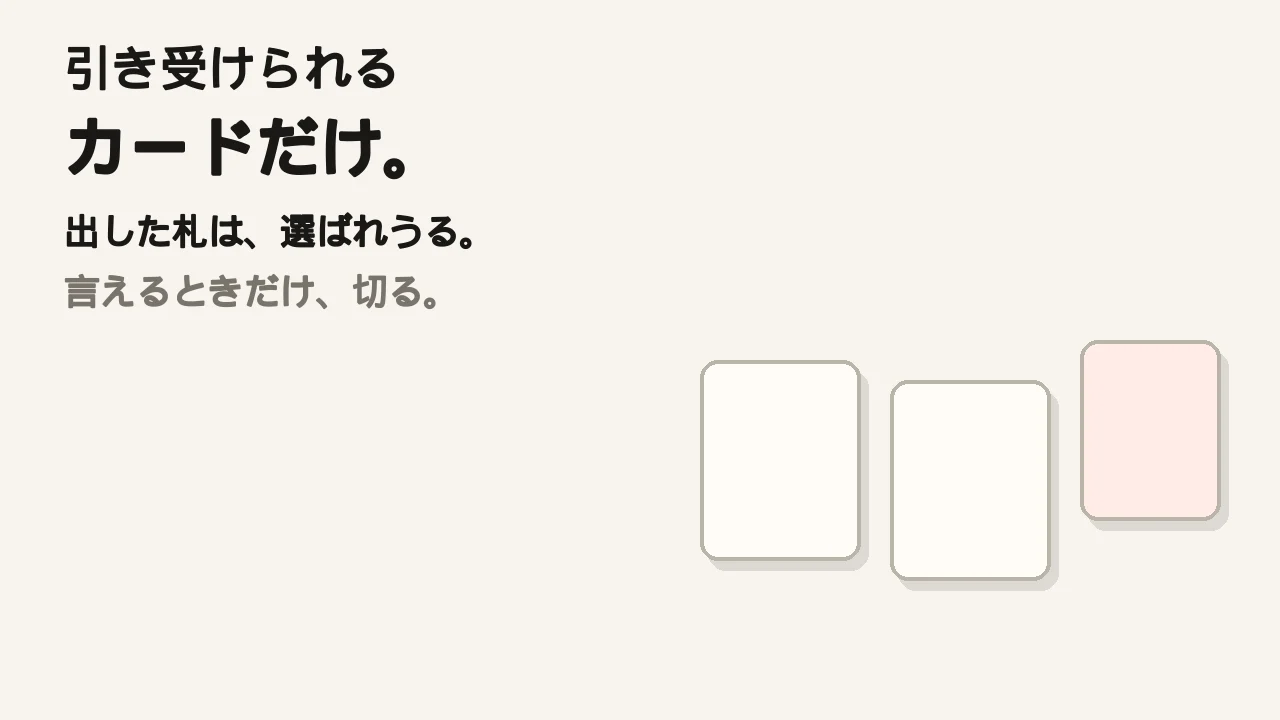 引き受けられる
カードだけ。
出した札は、選ばれうる。
言えるときだけ、切る。